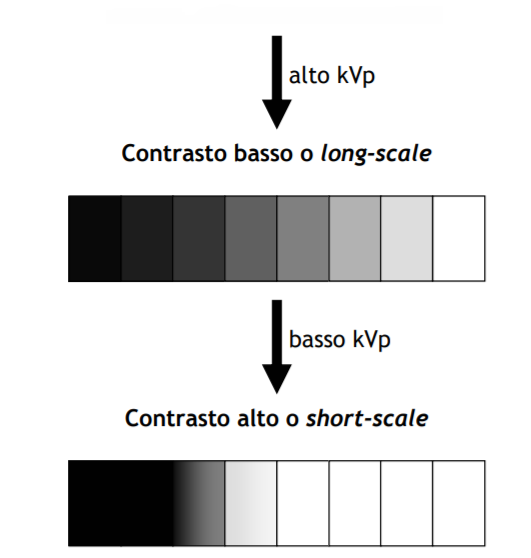 alto kVp
Contrasto basso o long-scale
basso kVp
Contrasto alto o short-scale